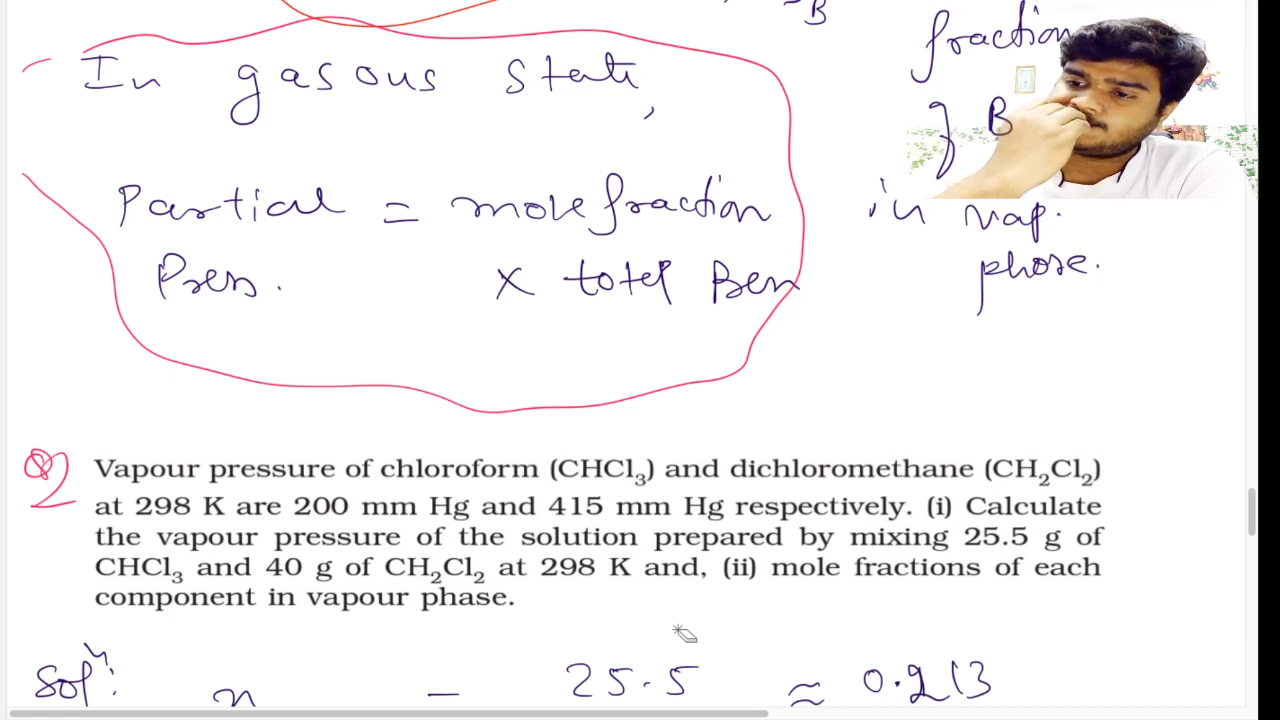 B
fraction
In gasous state,
of B
Partial = mole fraction
in vap.
Pres. X total
phase.
Q2 Vapour pressure of chloroform (CHCl₃) and dichloromethane (CH₂Cl₂)
at 298 K are 200 mm Hg and 415 mm Hg respectively. (i) Calculate
the vapour pressure of the solution prepared by mixing 25.5 g of
CHCl₃ and 40 g of CH₂Cl₂ at 298 K and, (ii) mole fractions of each
component in vapour phase.
Solⁿ: n = 25.5 ≈ 0.213